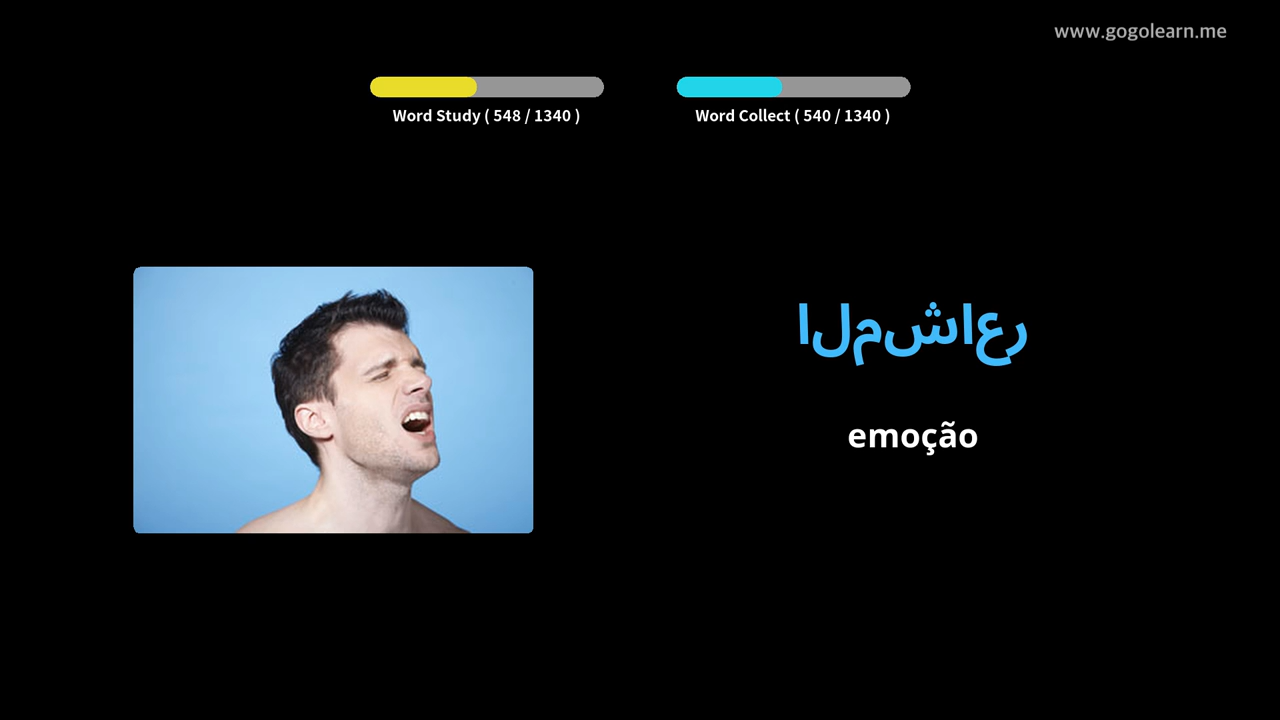 www.gogolearn.me
Word Study ( 548 / 1340 )
Word Collect ( 540 / 1340 )
المشاعر
emoção